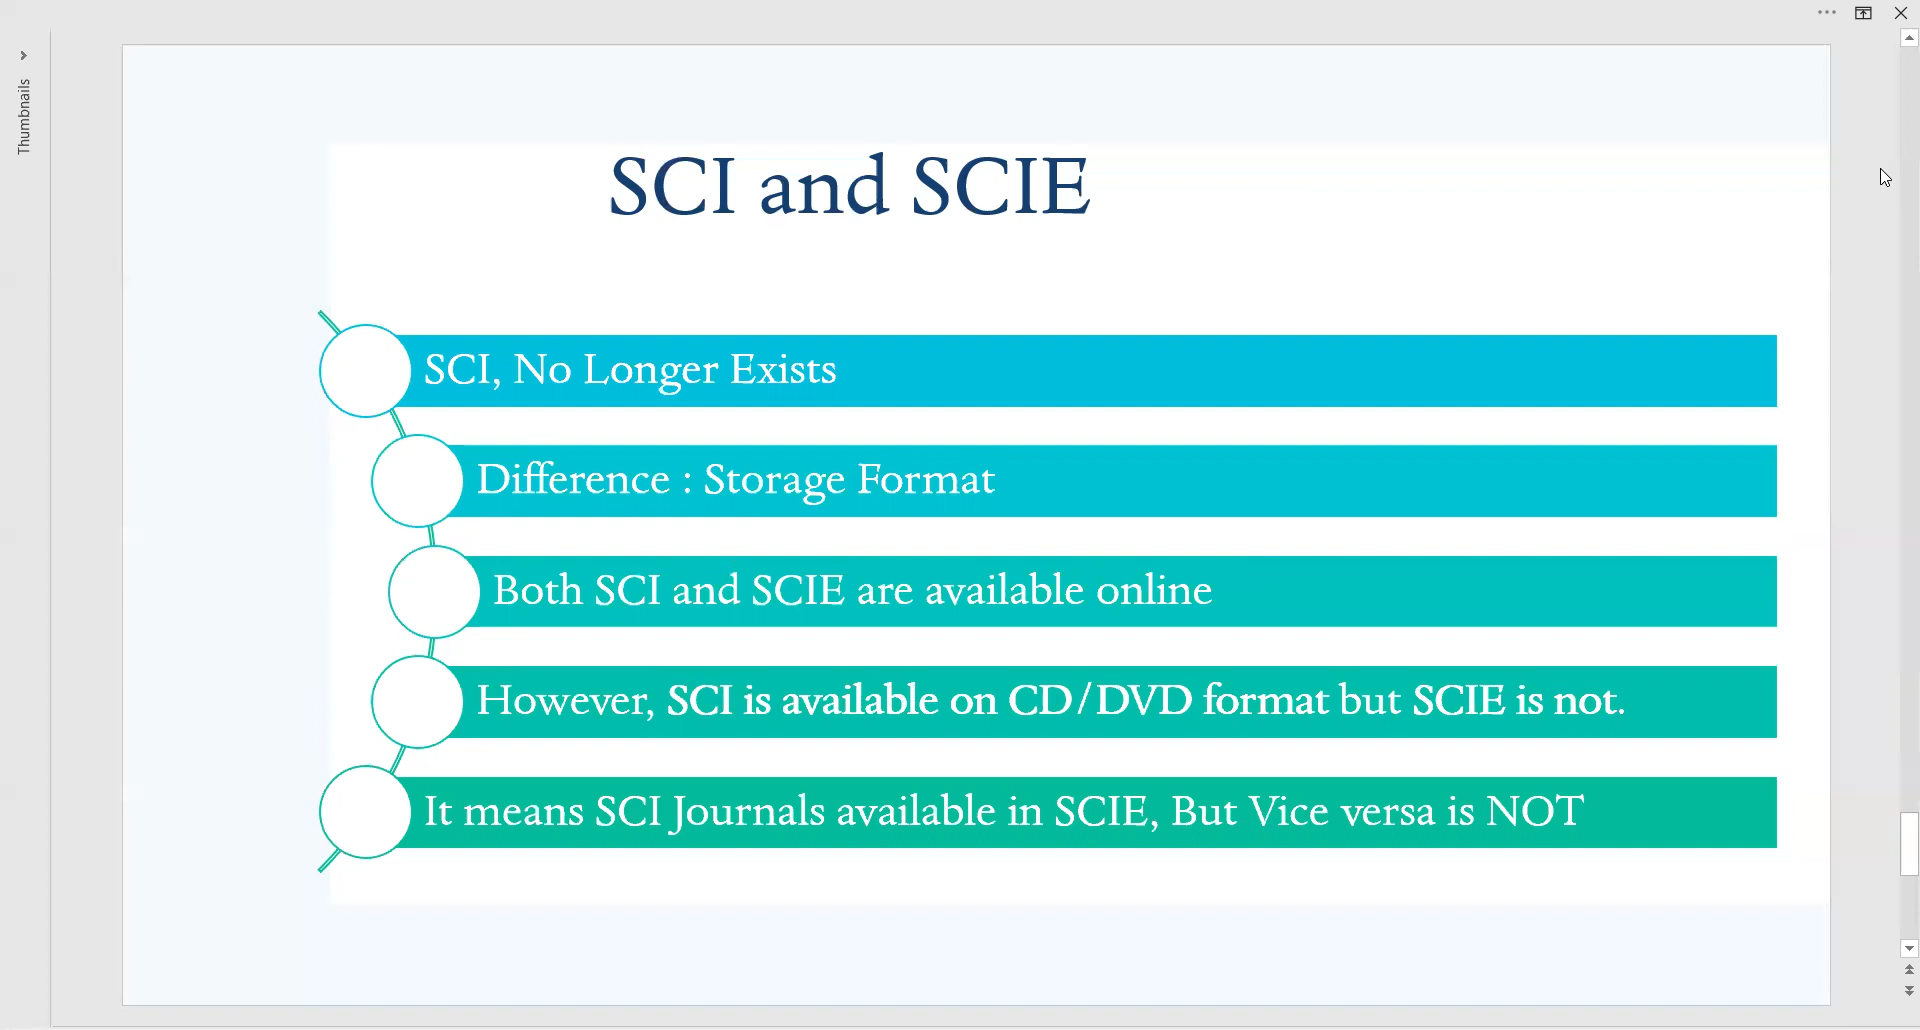 Thumbnails
SCI and SCIE
SCI, No Longer Exists
Difference : Storage Format
Both SCI and SCIE are available online
However, SCI is available on CD/DVD format but SCIE is not.
It means SCI Journals available in SCIE, But Vice versa is NOT